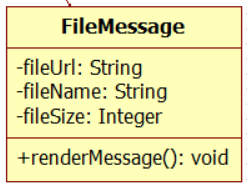 FileMessage
-fileUrl: String
-fileName: String
-fileSize: Integer
+renderMessage(): void